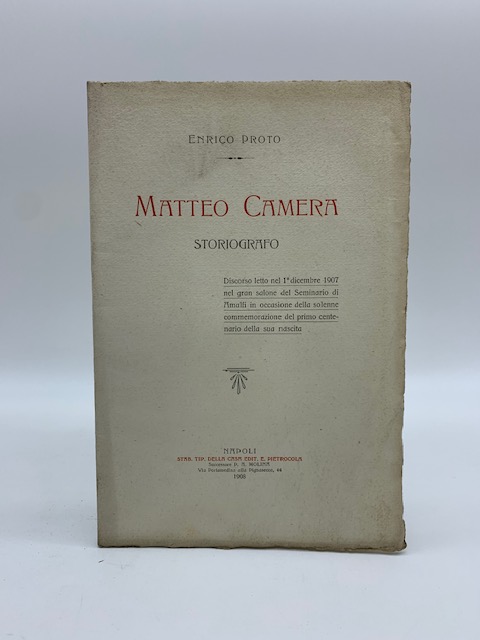 ENRICO PROTO
MATTEO CAMERA
STORIOGRAFO
Discorso letto nel 1º dicembre 1907
nel gran salone del Seminario di
Amalfi in occasione della solenne
commemorazione del primo cente-
nario della sua nascita
NAPOLI
STAB. TIP. DELLA CASA EDIT. E. PIETROCOLA
Successore P. A. MOLINA
Via Portamedina alla Pignasecca, 44
1908